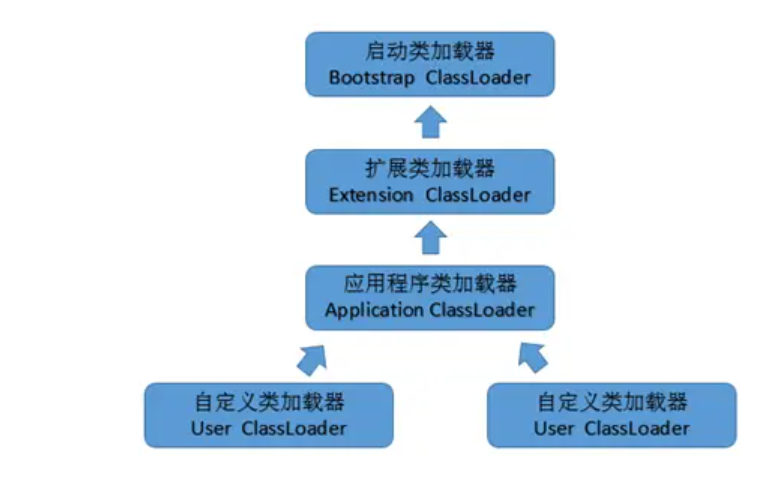 启动类加载器
Bootstrap ClassLoader
扩展类加载器
Extension ClassLoader
应用程序类加载器
Application ClassLoader
自定义类加载器
User ClassLoader
自定义类加载器
User ClassLoader